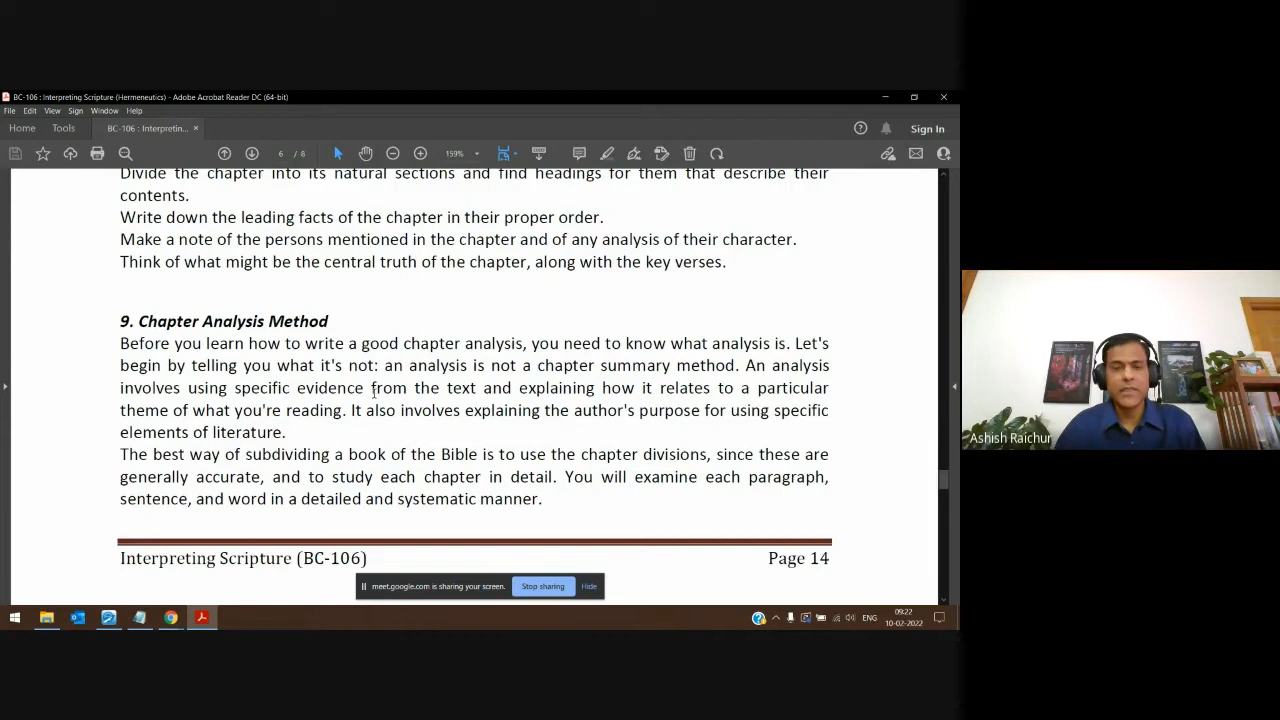 BC-106 : Interpreting Scripture (Hermeneutics) - Adobe Acrobat Reader DC (64-bit)
File Edit View Sign Window Help
Home Tools BC-106 : Interpretin... × Sign In
6 / 8 159%
Divide the chapter into its natural sections and find headings for them that describe their
contents.
Write down the leading facts of the chapter in their proper order.
Make a note of the persons mentioned in the chapter and of any analysis of their character.
Think of what might be the central truth of the chapter, along with the key verses.
9. Chapter Analysis Method
Before you learn how to write a good chapter analysis, you need to know what analysis is. Let's
begin by telling you what it's not: an analysis is not a chapter summary method. An analysis
involves using specific evidence from the text and explaining how it relates to a particular
theme of what you're reading. It also involves explaining the author's purpose for using specific
elements of literature.
The best way of subdividing a book of the Bible is to use the chapter divisions, since these are
generally accurate, and to study each chapter in detail. You will examine each paragraph,
sentence, and word in a detailed and systematic manner.
Interpreting Scripture (BC-106) Page 14
meet.google.com is sharing your screen. Stop sharing Hide
ENG 09:22
10-02-2022
Ashish Raichur